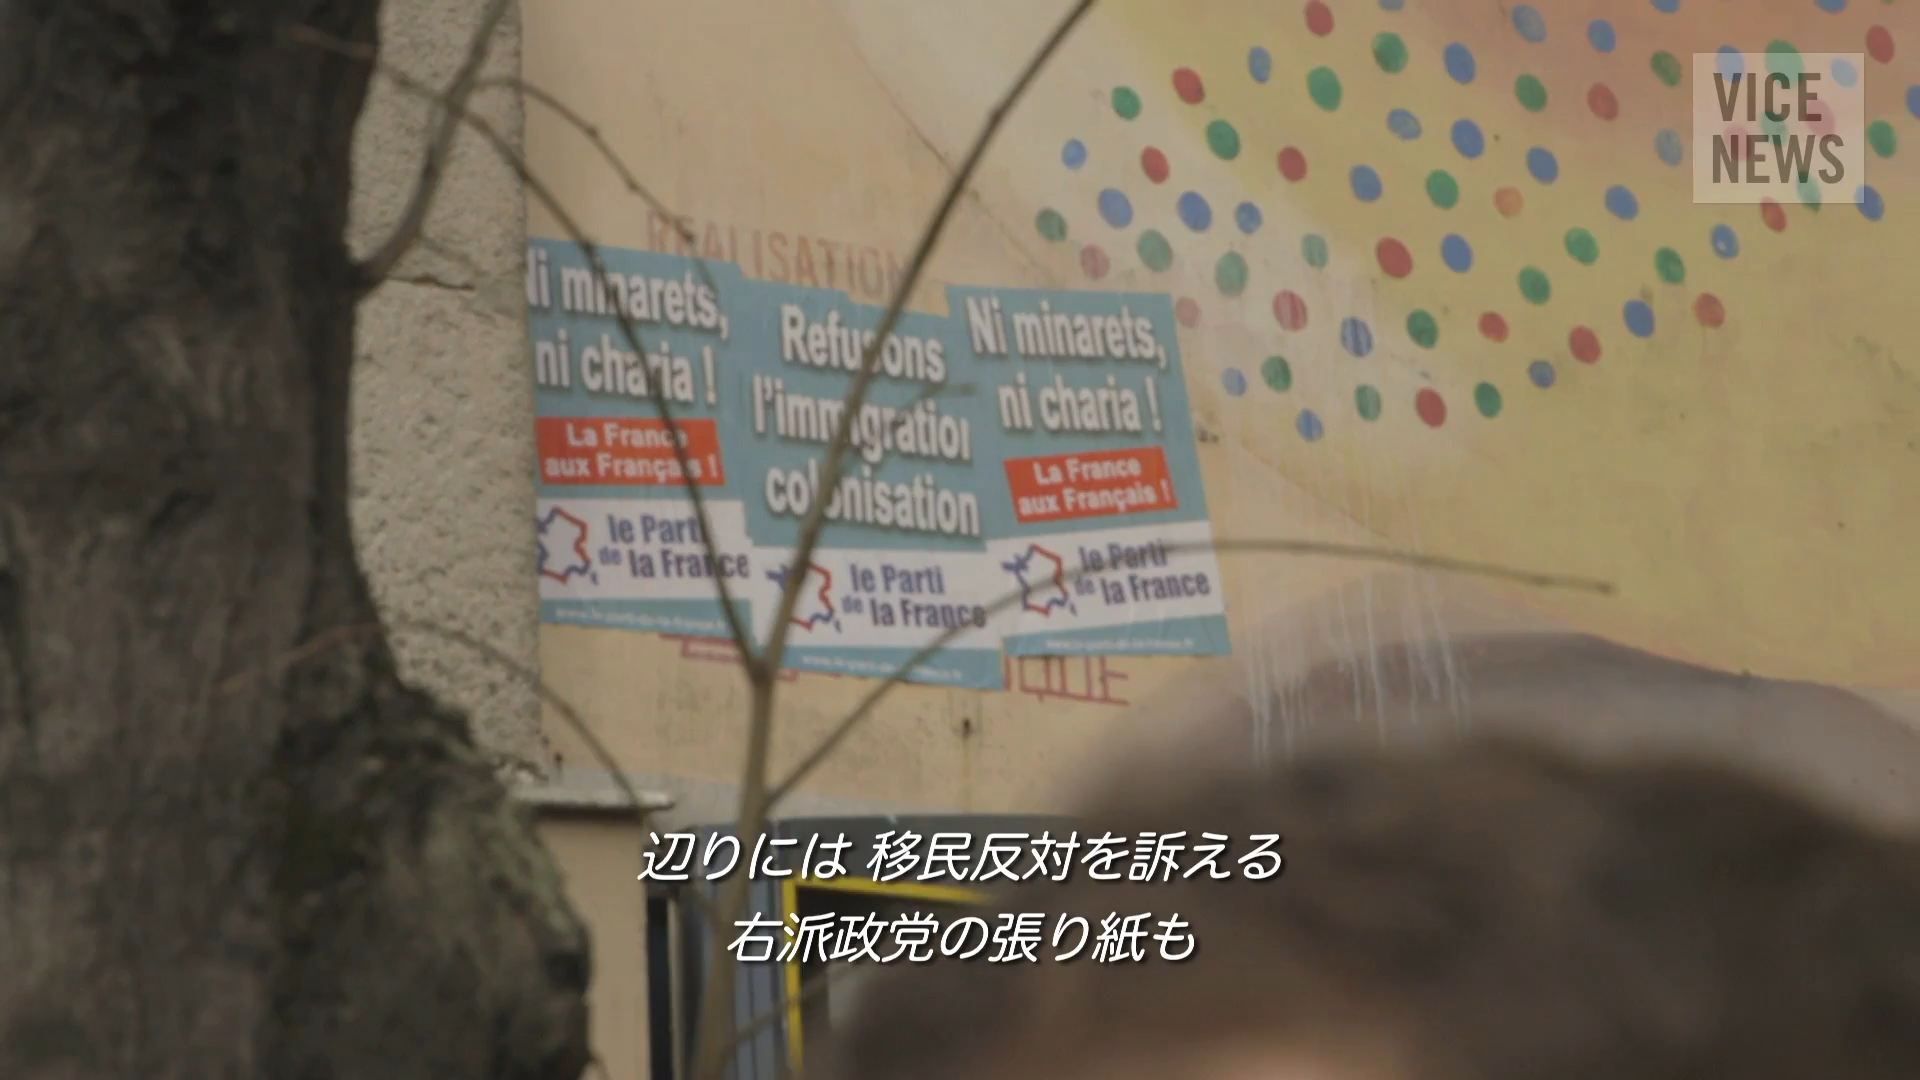 VICE
NEWS
REALISATION
Ni minarets,
ni charia !
La France
aux Français !
le Parti
de la France
Refusons
l'immigration
colonisation
le Parti
de la France
Ni minarets,
ni charia !
La France
aux Français !
le Parti
de la France
辺りには 移民反対を訴える
右派政党の張り紙も